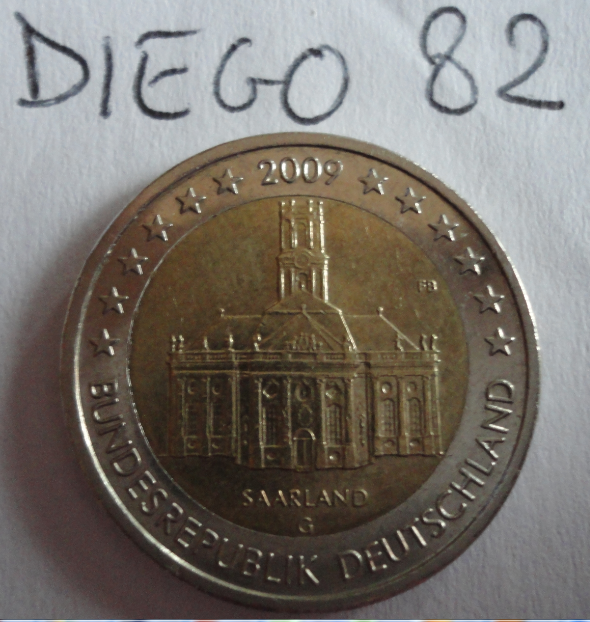 DIEGO 82
2009
FB
SAARLAND
G
BUNDESREPUBLIK DEUTSCHLAND